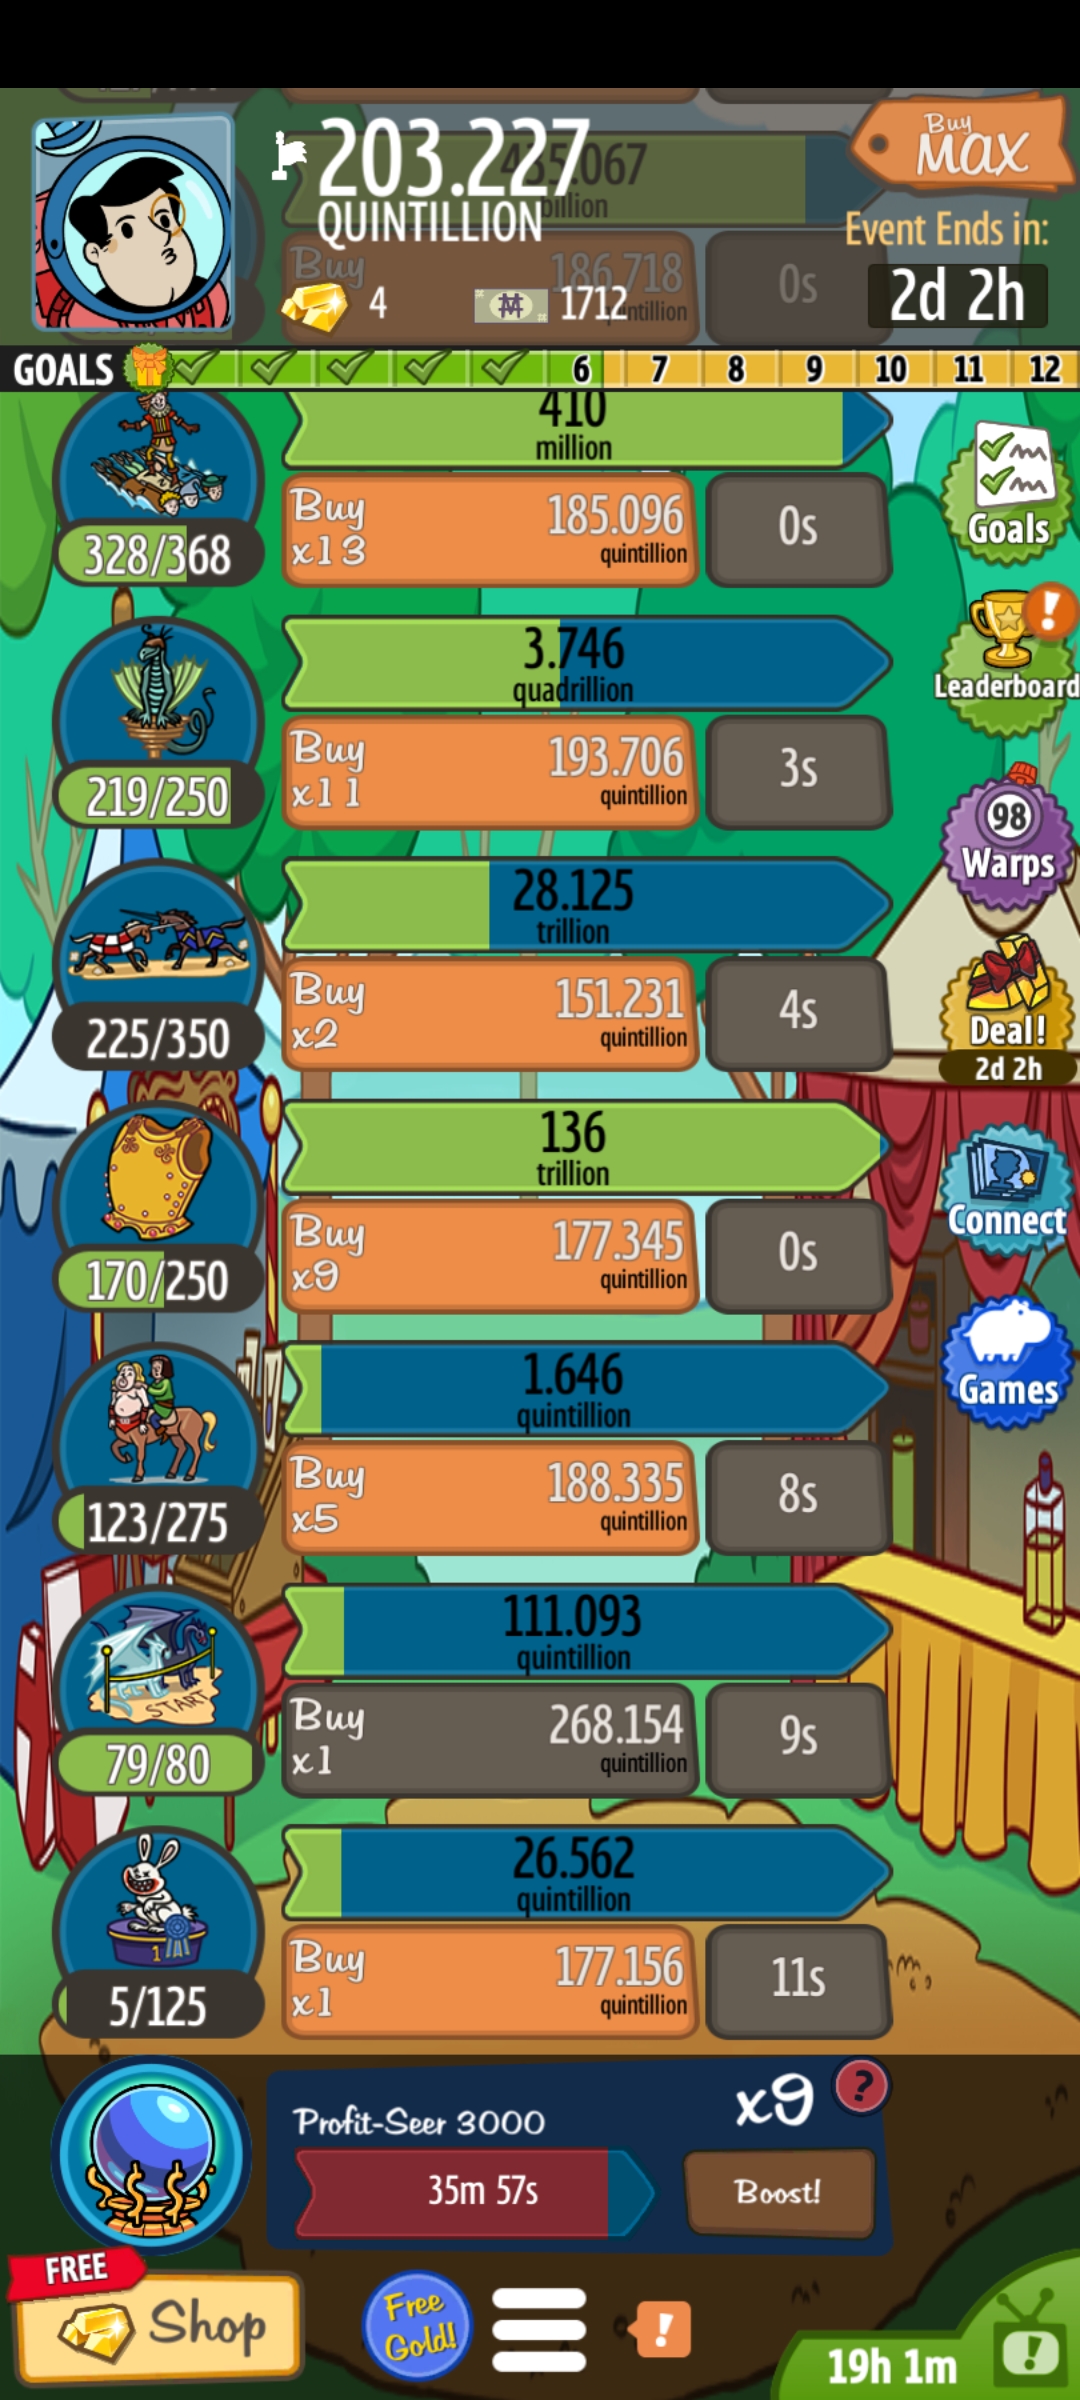 203.227
QUINTILLION
435.067
billion
Buy
MAX
Event Ends in:
2d 2h
Buy
186.718
quintillion
0s
4
1712
GOALS
6
7
8
9
10
11
12
410
million
328/368
Buy
x13
185.096
quintillion
0s
Goals
3.746
quadrillion
219/250
Buy
x11
193.706
quintillion
3s
!
Leaderboard
28.125
trillion
225/350
Buy
x2
151.231
quintillion
4s
98
Warps
Deal!
2d 2h
136
trillion
170/250
Buy
x9
177.345
quintillion
0s
Connect
1.646
quintillion
123/275
Buy
x5
188.335
quintillion
8s
Games
111.093
quintillion
START
79/80
Buy
x1
268.154
quintillion
9s
26.562
quintillion
1
5/125
Buy
x1
177.156
quintillion
11s
Profit-Seer 3000
x9
?
35m 57s
Boost!
FREE
Shop
Free
Gold!
!
19h 1m
!